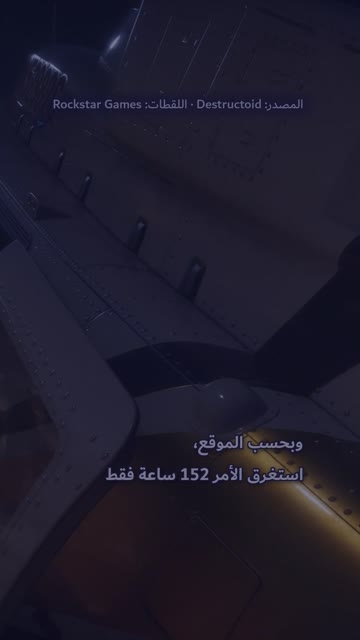 المصدر: Destructoid · اللقطات: Rockstar Games
وبحسب الموقع،
استغرق الأمر 152 ساعة فقط